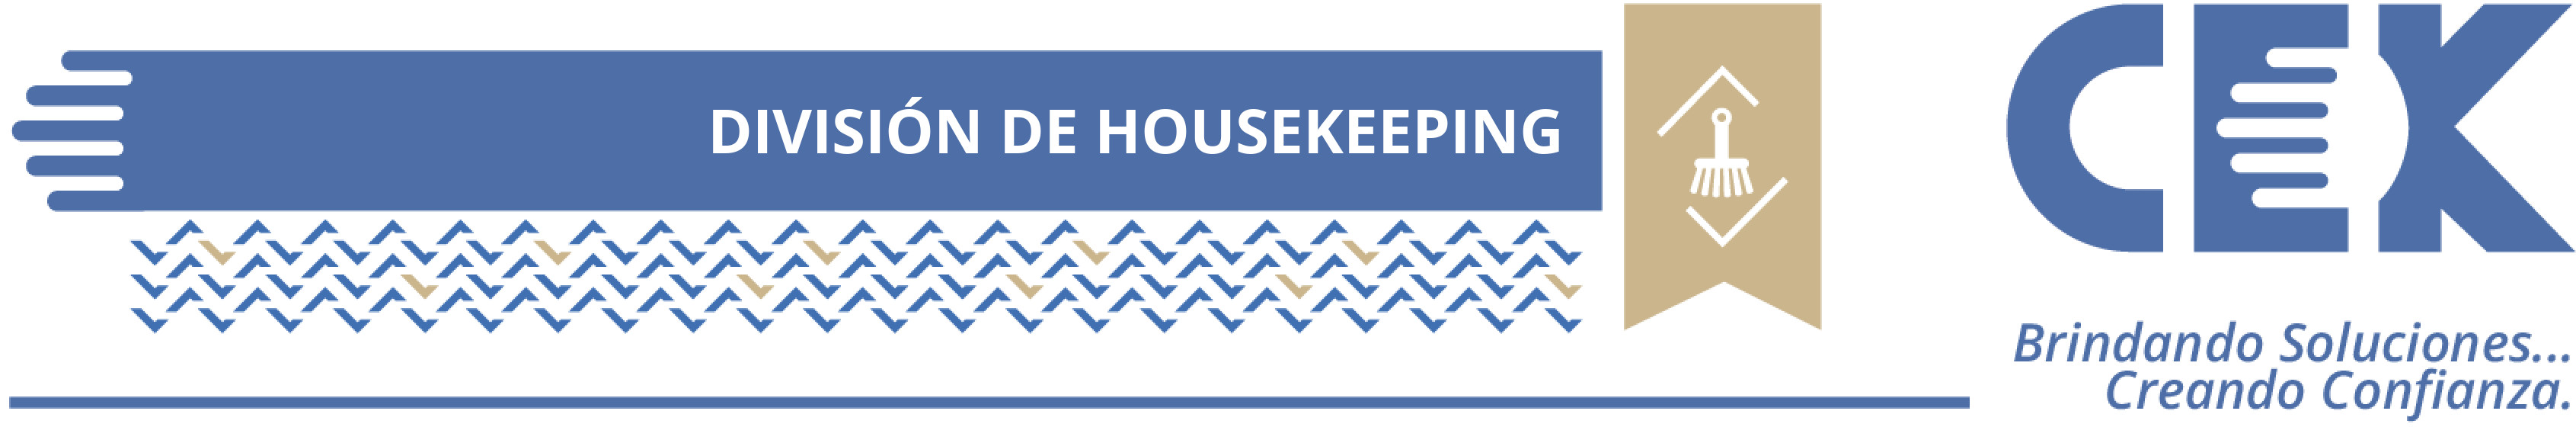 DIVISIÓN DE HOUSEKEEPING
CEK
Brindando Soluciones...
Creando Confianza.